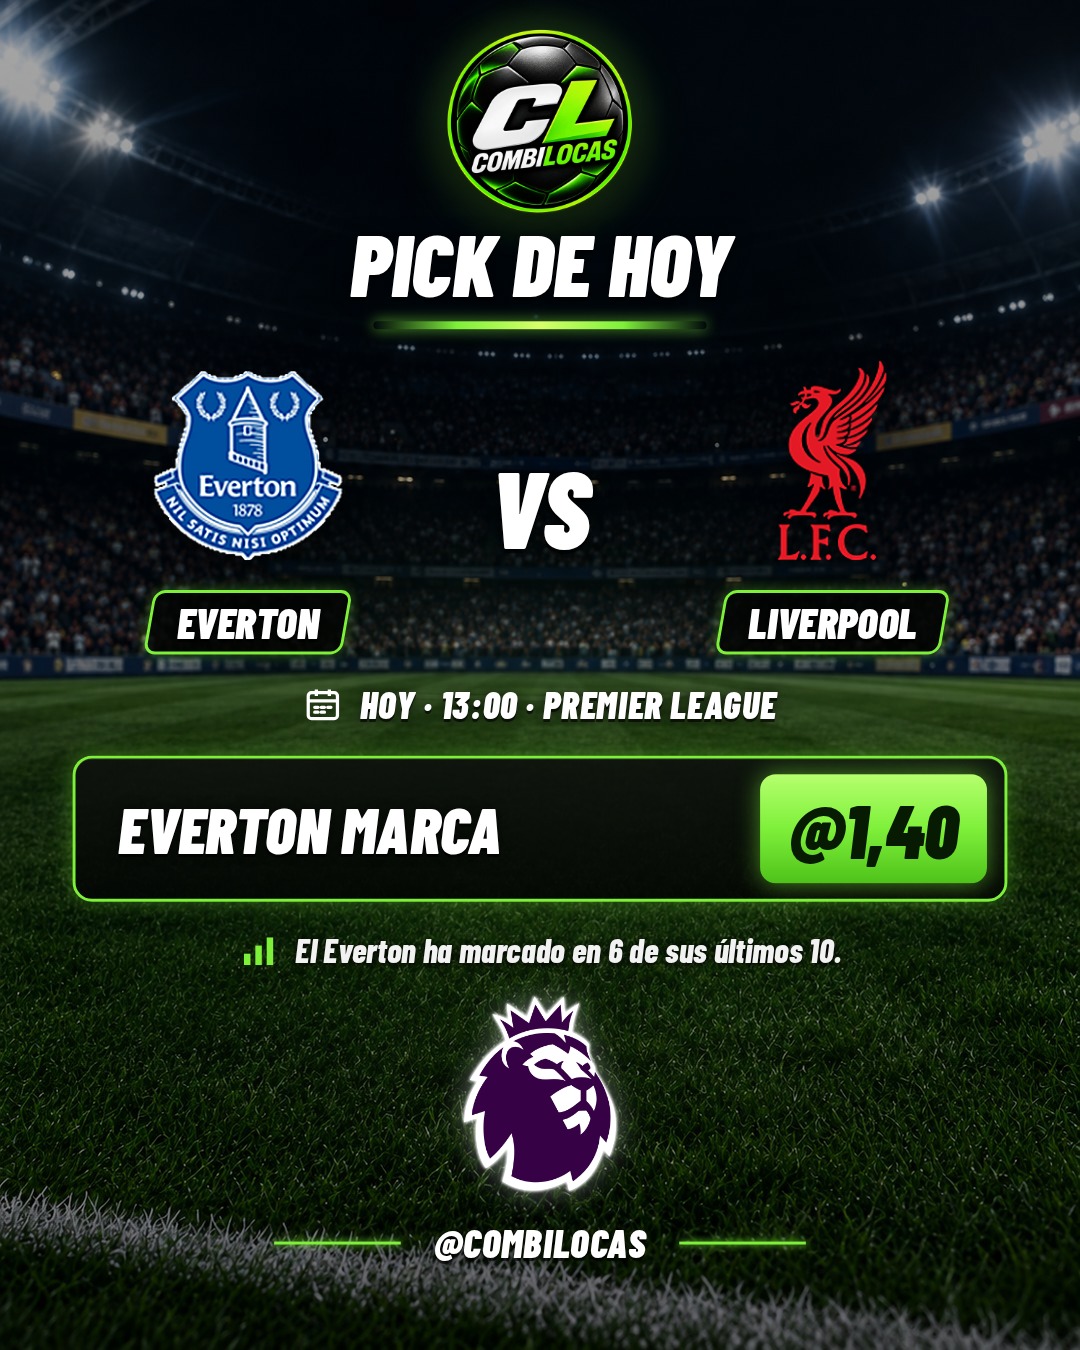 CL
COMBILOCAS
PICK DE HOY
Everton
1878
NIL SATIS NISI OPTIMUM
VS
L.F.C.
EVERTON
LIVERPOOL
HOY · 13:00 · PREMIER LEAGUE
EVERTON MARCA
@1,40
El Everton ha marcado en 6 de sus últimos 10.
@COMBILOCAS